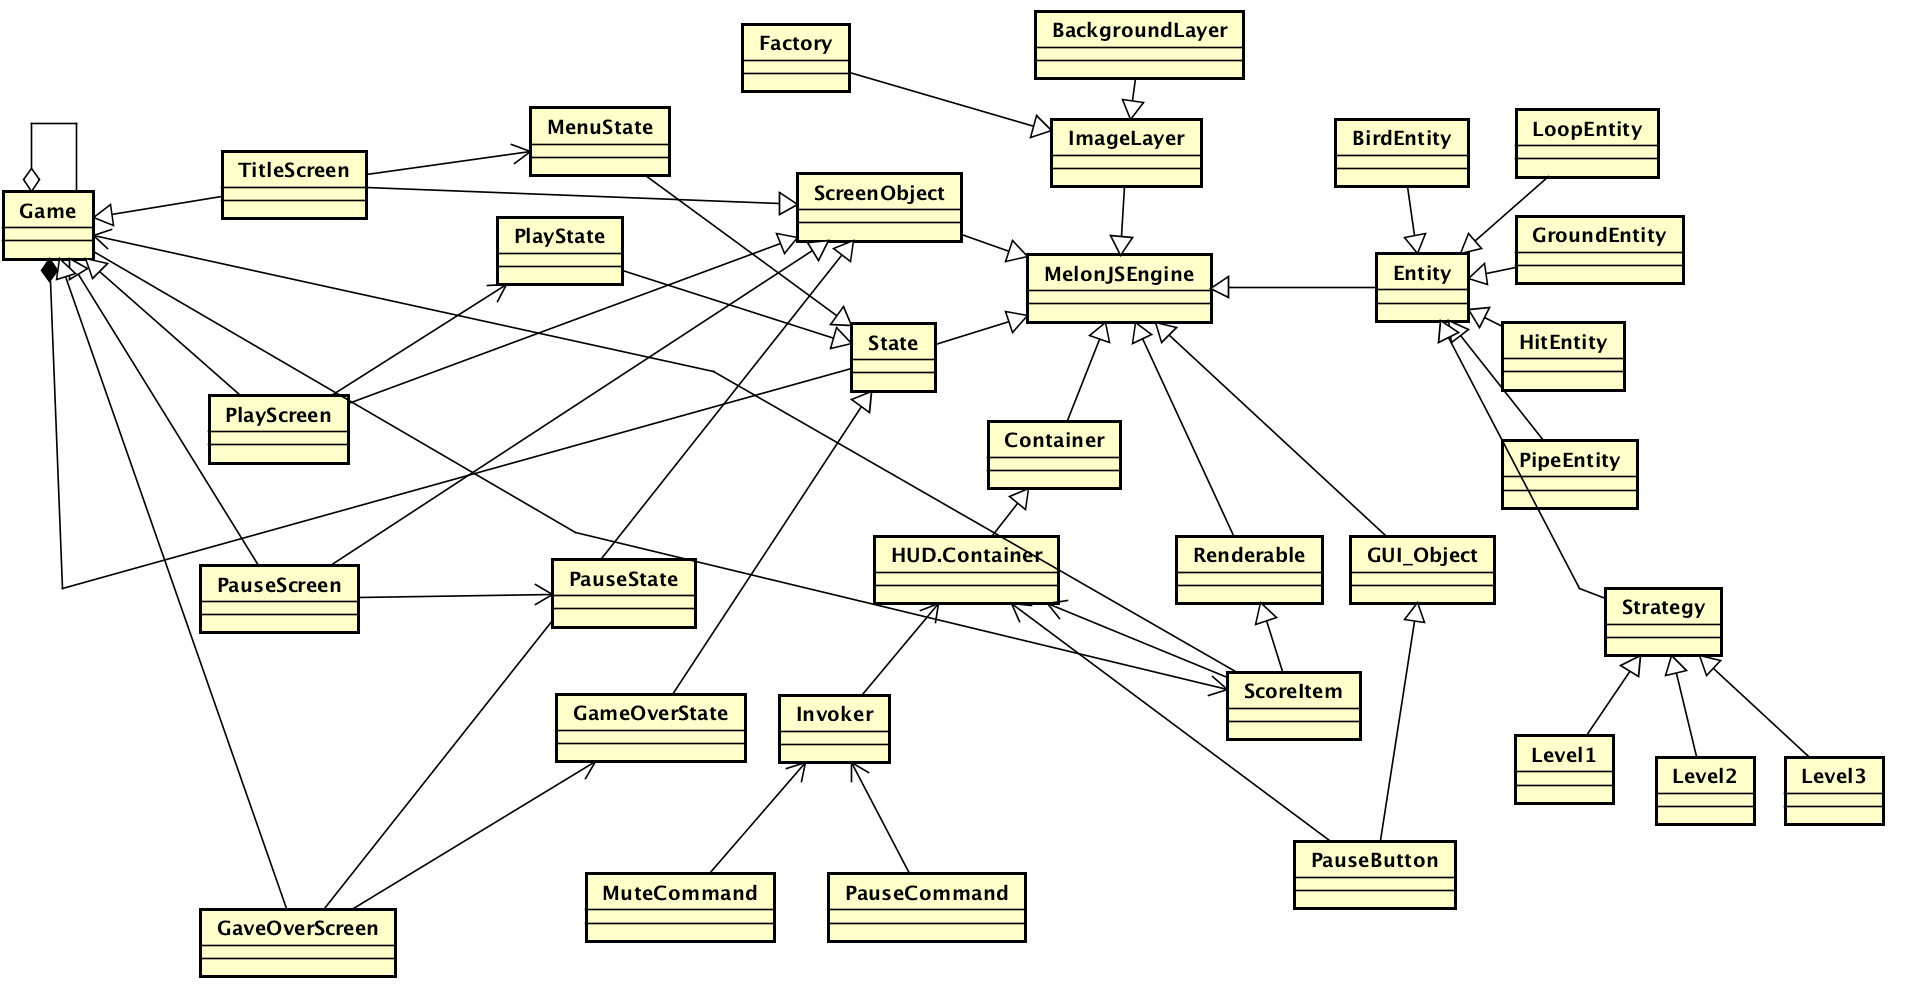 BackgroundLayer
Factory
MenuState
ImageLayer
BirdEntity
LoopEntity
TitleScreen
ScreenObject
Game
PlayState
GroundEntity
MelonJSEngine
Entity
State
HitEntity
PlayScreen
Container
PipeEntity
HUD.Container
Renderable
GUI_Object
PauseScreen
PauseState
Strategy
ScoreItem
GameOverState
Invoker
Level1
Level2
Level3
PauseButton
MuteCommand
PauseCommand
GaveOverScreen